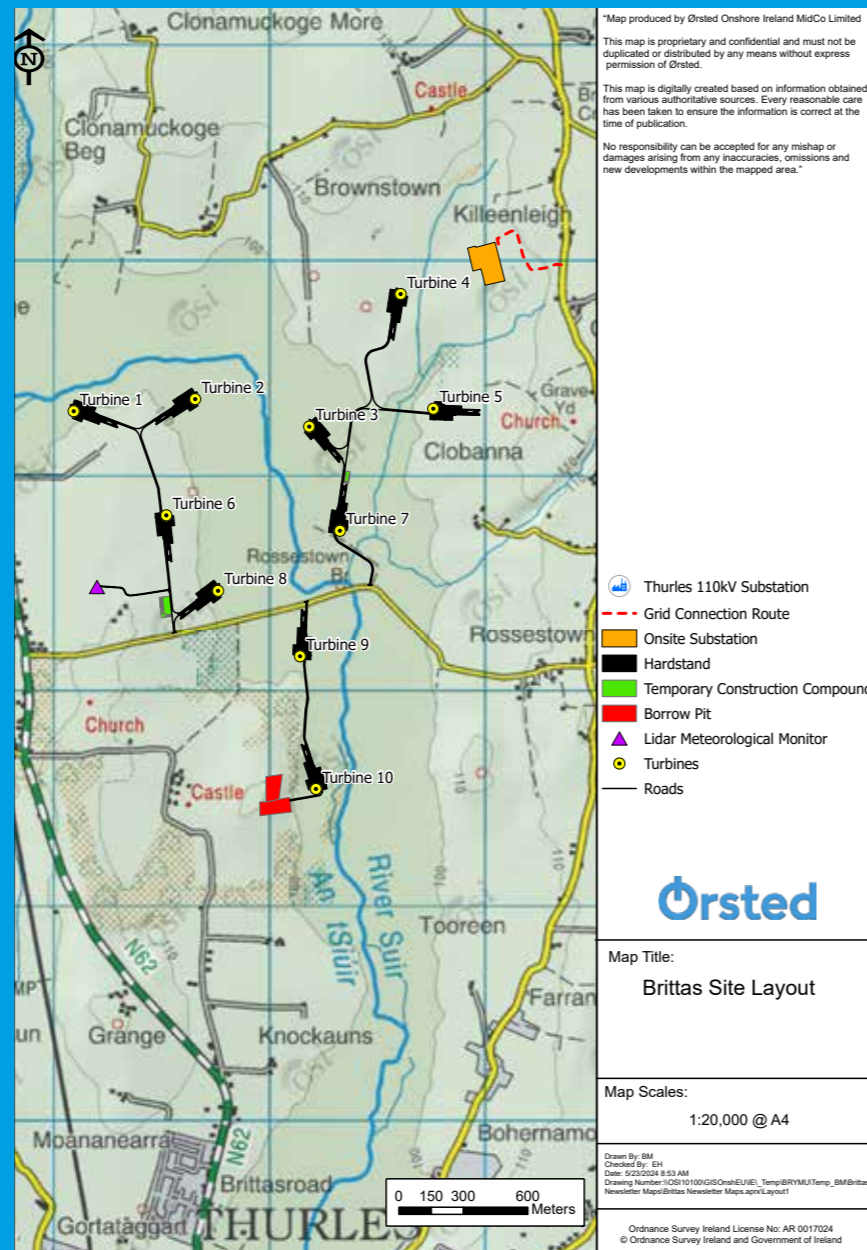 Clonamuckoge More
N
Castle
Clonamuckoge
Beg
Brownstown
Killeenleigh
Turbine 4
Turbine 1
Turbine 2
Turbine 3
Turbine 5
Grave
Yd
Church
Clobanna
Turbine 6
Turbine 7
Rossestown
Br
Turbine 8
Rossestown
Turbine 9
Church
Turbine 10
Castle
River Suir
An tSiúir
Tooreen
N62
Farran
Grange
Knockauns
Moananearra
N62
Bohernamo
Brittasroad
Gortataggart
THURLES
0 150 300 600
Meters
"Map produced by Ørsted Onshore Ireland MidCo Limited
This map is proprietary and confidential and must not be
duplicated or distributed by any means without express
permission of Ørsted.
This map is digitally created based on information obtained
from various authoritative sources. Every reasonable care
has been taken to ensure the information is correct at the
time of publication.
No responsibility can be accepted for any mishap or
damages arising from any inaccuracies, omissions and
new developments within the mapped area."
Thurles 110kV Substation
Grid Connection Route
Onsite Substation
Hardstand
Temporary Construction Compound
Borrow Pit
Lidar Meteorological Monitor
Turbines
Roads
Ørsted
Map Title:
Brittas Site Layout
Map Scales:
1:20,000 @ A4
Drawn By: BM
Checked By: EH
Date: 5/23/2024 8:53 AM
Newsletter Maps\Brittas Newsletter Maps.aprx\Layout1
Ordnance Survey Ireland License No: AR 0017024
© Ordnance Survey Ireland and Government of Ireland